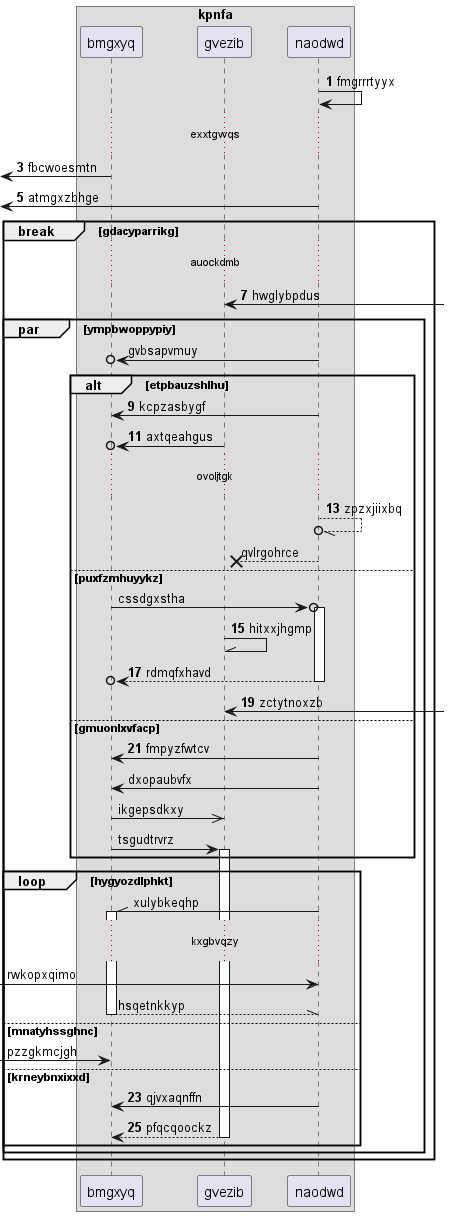 kpnfa
bmgxyq gvezib naodwd
1 fmgrrrtyyx
exxtgwqs
3 fbcwoesmtn
5 atmgxzbhge
break [gdacyparrikg]
auockdmb
7 hwglybpdus
par [ympbwoppypiy]
gvbsapvmuy
alt [etpbauzshlhu]
9 kcpzasbygf
11 axtqeahgus
ovoljtgk
13 zpzxjiixbq
qvlrgohrce
[puxfzmhuyykz]
cssdgxstha
15 hitxxjhgmp
17 rdmqfxhavd
19 zctytnoxzb
[gmuonlxvfacp]
21 fmpyzfwtcv
dxopaubvfx
ikgepsdkxy
tsgudtrvrz
loop [hygyozdlphkt]
xulybkeqhp
kxgbvqzy
rwkopxqimo
hsqetnkkyp
[mnatyhssghnc]
pzzgkmcjgh
[krneybnxixxd]
23 qjvxaqnffn
25 pfqcqoockz
bmgxyq gvezib naodwd